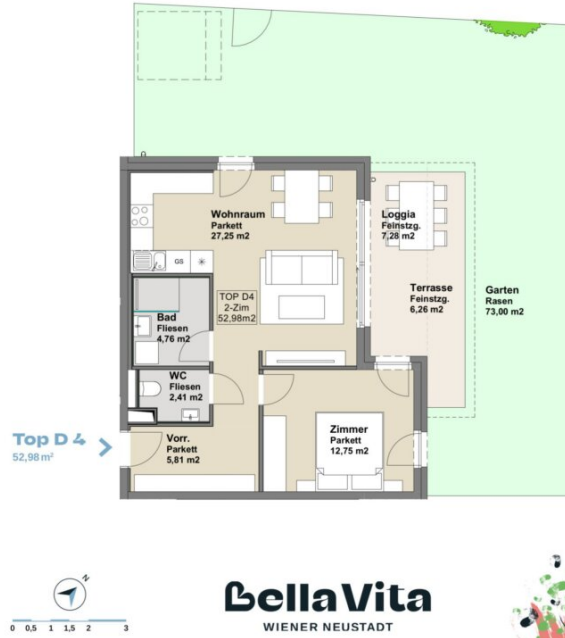 Wohnraum
Parkett
27,25 m2
GS
Loggia
Feinstzg.
7,28 m2
Terrasse
Feinstzg.
6,26 m2
Garten
Rasen
73,00 m2
TOP D4
2-Zim
52,98m2
Bad
Fliesen
4,76 m2
WC
Fliesen
2,41 m2
Top D 4
52,98 m²
Vorr.
Parkett
5,81 m2
Zimmer
Parkett
12,75 m2
N
0 0,5 1 1,5 2 3
BellaVita
WIENER NEUSTADT